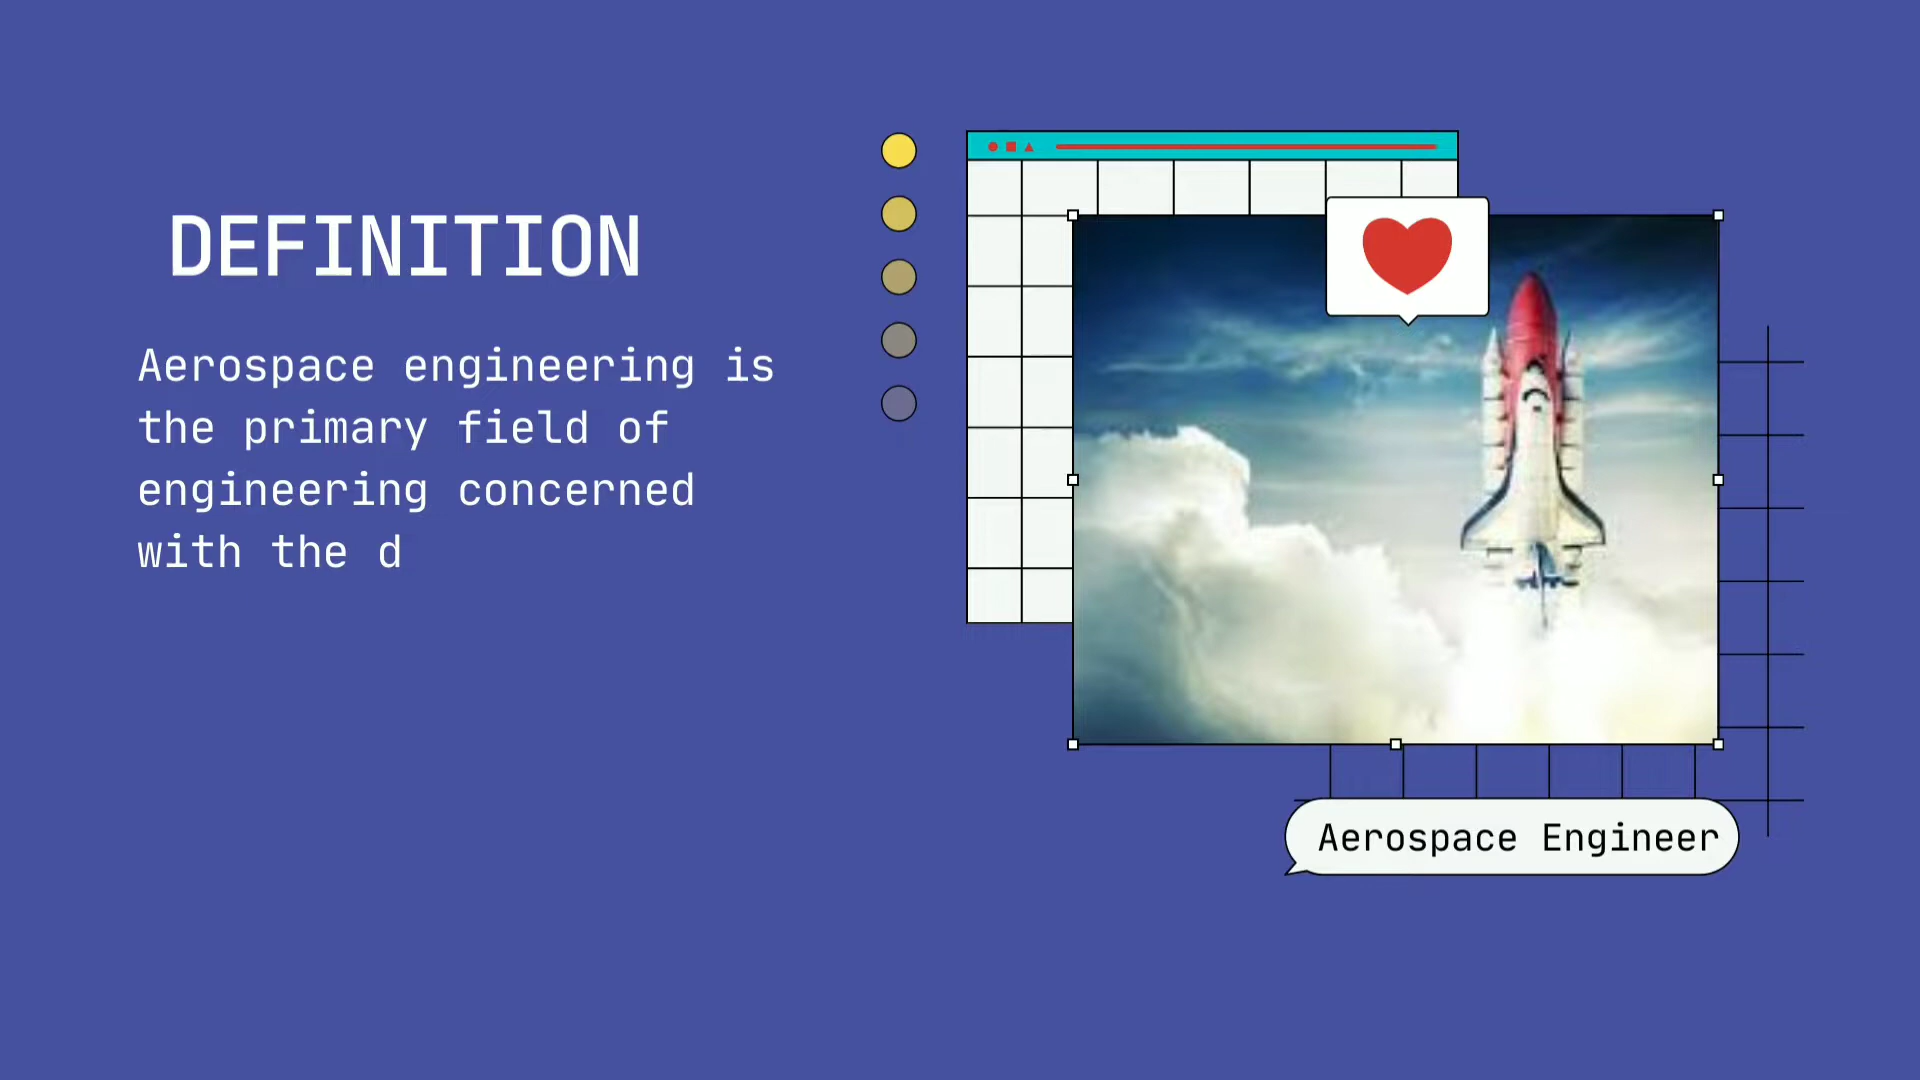 DEFINITION
Aerospace engineering is
the primary field of
engineering concerned
with the d
Aerospace Engineer